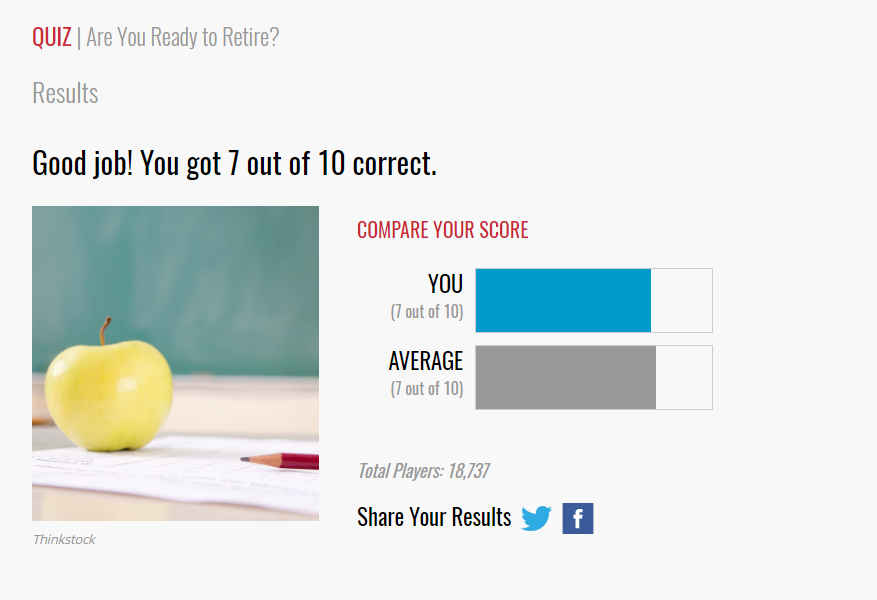 QUIZ | Are You Ready to Retire?
Results
Good job! You got 7 out of 10 correct.
COMPARE YOUR SCORE
YOU
(7 out of 10)
AVERAGE
(7 out of 10)
Total Players: 18,737
Share Your Results
Thinkstock